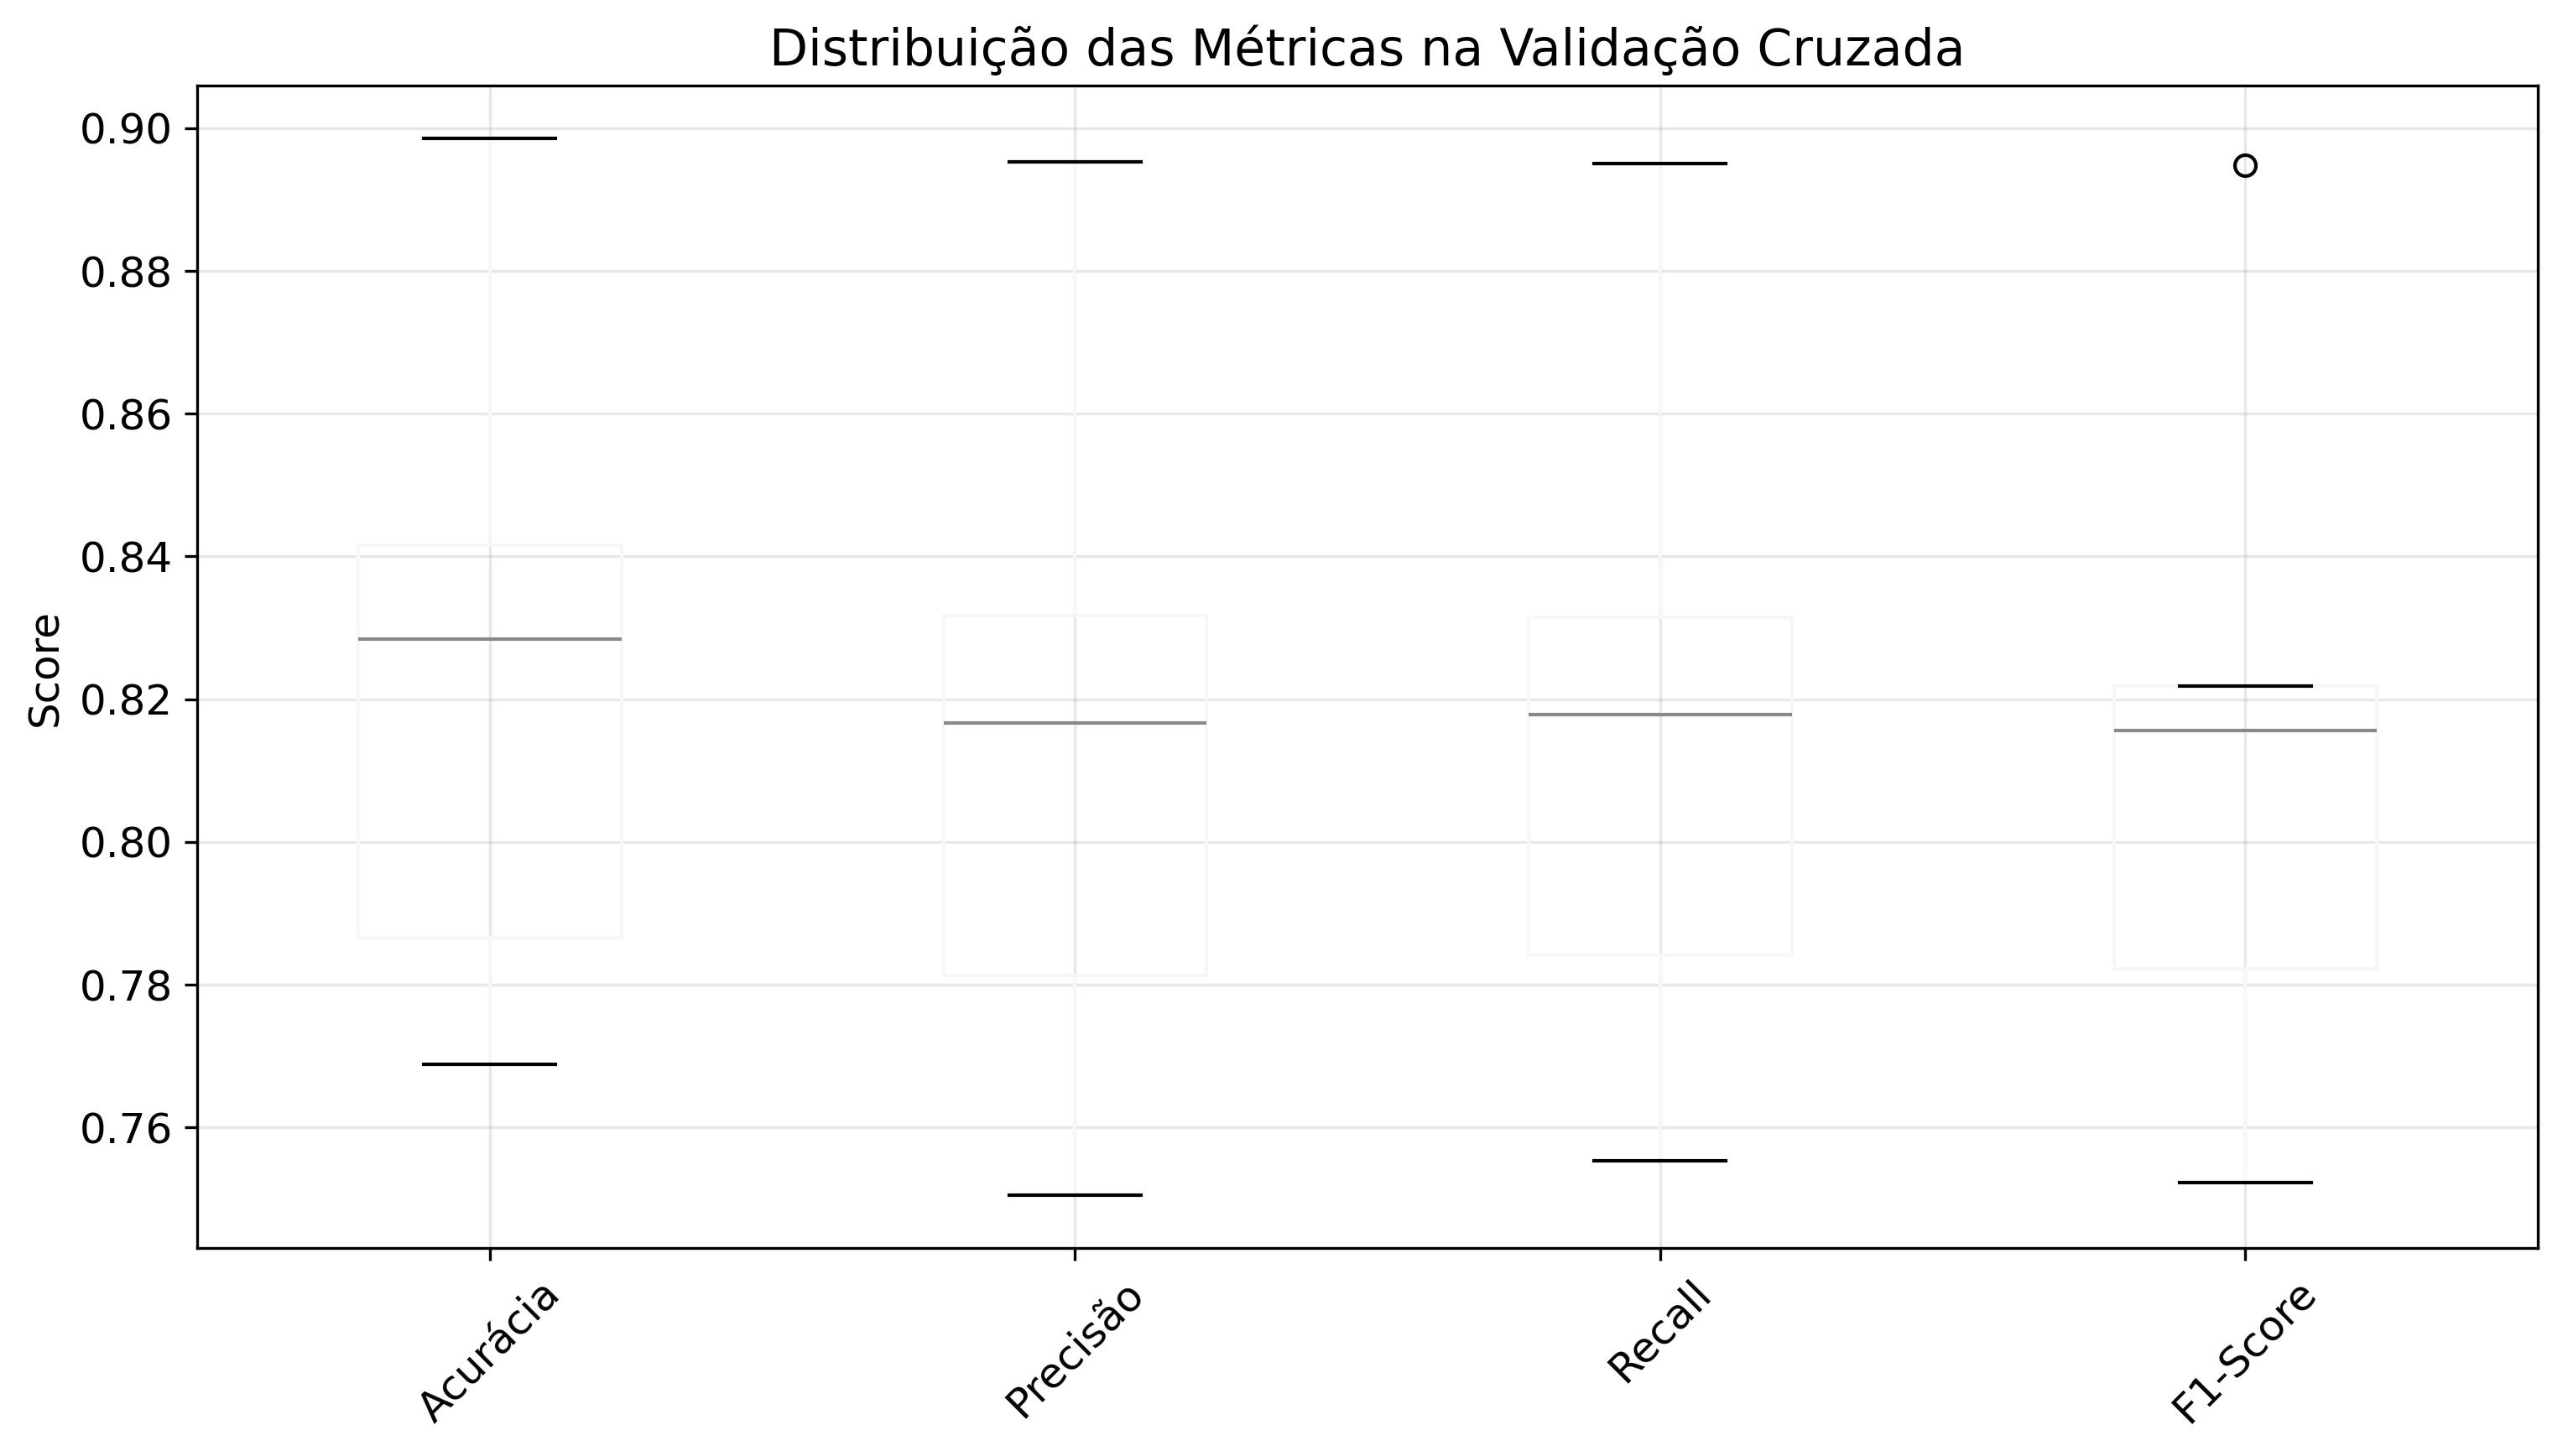 Distribuição das Métricas na Validação Cruzada
Score
0.90
0.88
0.86
0.84
0.82
0.80
0.78
0.76
Acurácia
Precisão
Recall
F1-Score